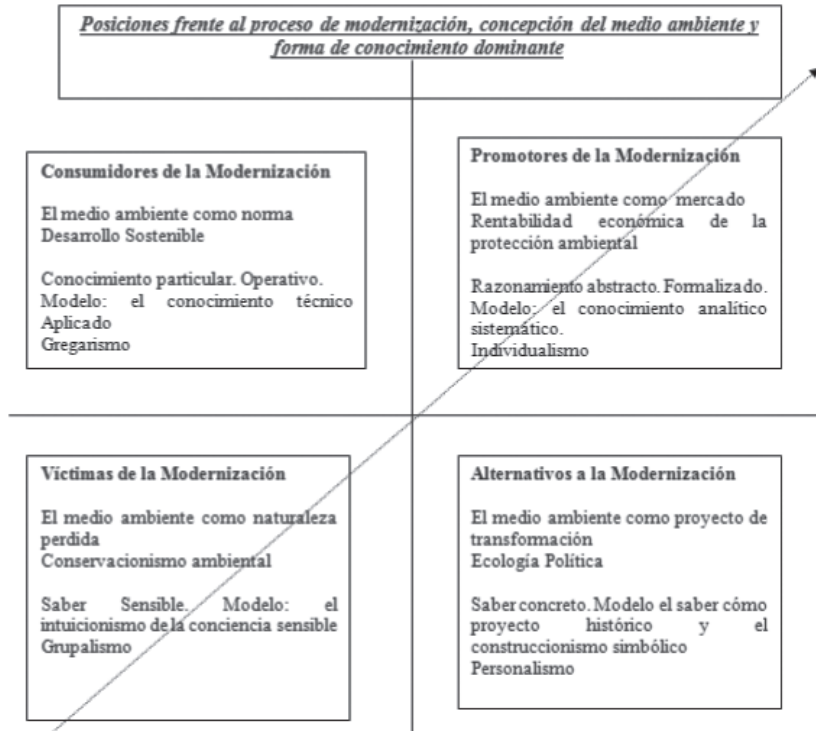 Posiciones frente al proceso de modernización, concepción del medio ambiente y
forma de conocimiento dominante
Consumidores de la Modernización
El medio ambiente como norma
Desarrollo Sostenible
Conocimiento particular. Operativo.
Modelo: el conocimiento técnico
Aplicado
Gregarismo
Promotores de la Modernización
El medio ambiente como mercado
Rentabilidad económica de la
protección ambiental
Razonamiento abstracto. Formalizado.
Modelo: el conocimiento analítico
sistemático.
Individualismo
Víctimas de la Modernización
El medio ambiente como naturaleza
perdida
Conservacionismo ambiental
Saber Sensible. Modelo: el
intuicionismo de la conciencia sensible
Grupalismo
Alternativos a la Modernización
El medio ambiente como proyecto de
transformación
Ecología Política
Saber concreto. Modelo el saber cómo
proyecto histórico y el
construccionismo simbólico
Personalismo